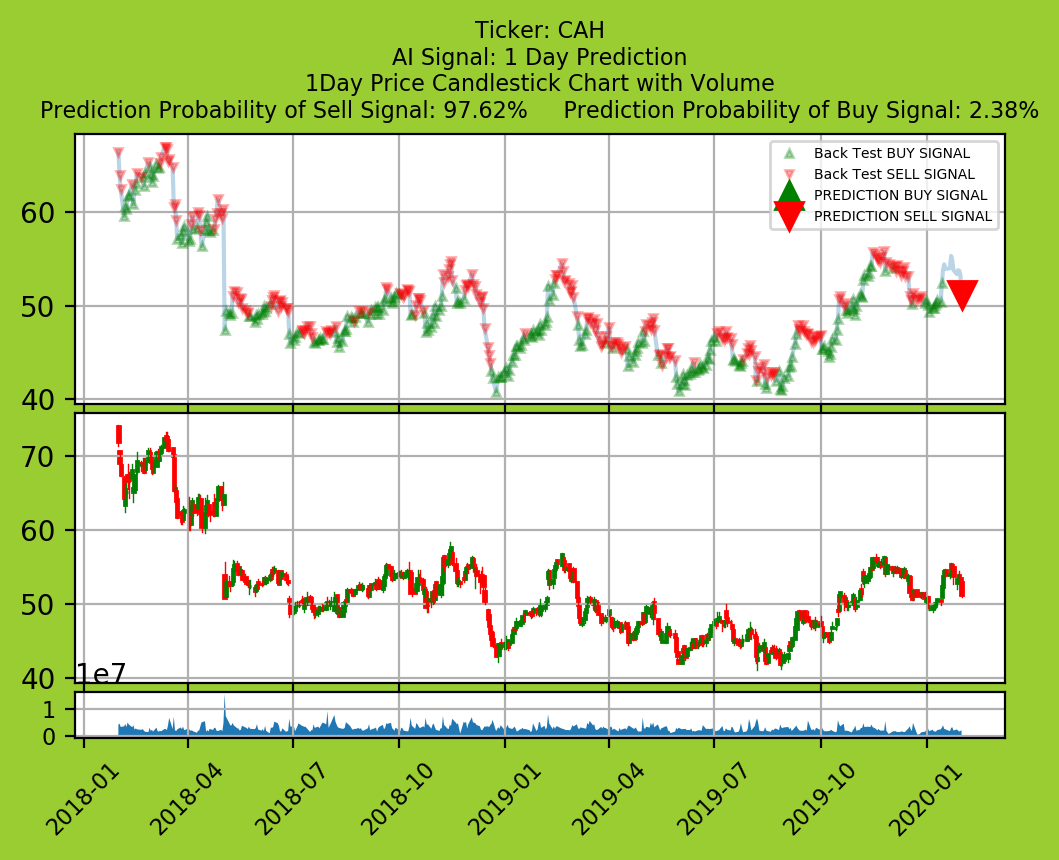 Ticker: CAH
AI Signal: 1 Day Prediction
1Day Price Candlestick Chart with Volume
Prediction Probability of Sell Signal: 97.62%    Prediction Probability of Buy Signal: 2.38%
Back Test BUY SIGNAL
Back Test SELL SIGNAL
PREDICTION BUY SIGNAL
PREDICTION SELL SIGNAL
60
50
40
70
60
50
40
1e7
1
0
2018-01
2018-04
2018-07
2018-10
2019-01
2019-04
2019-07
2019-10
2020-01